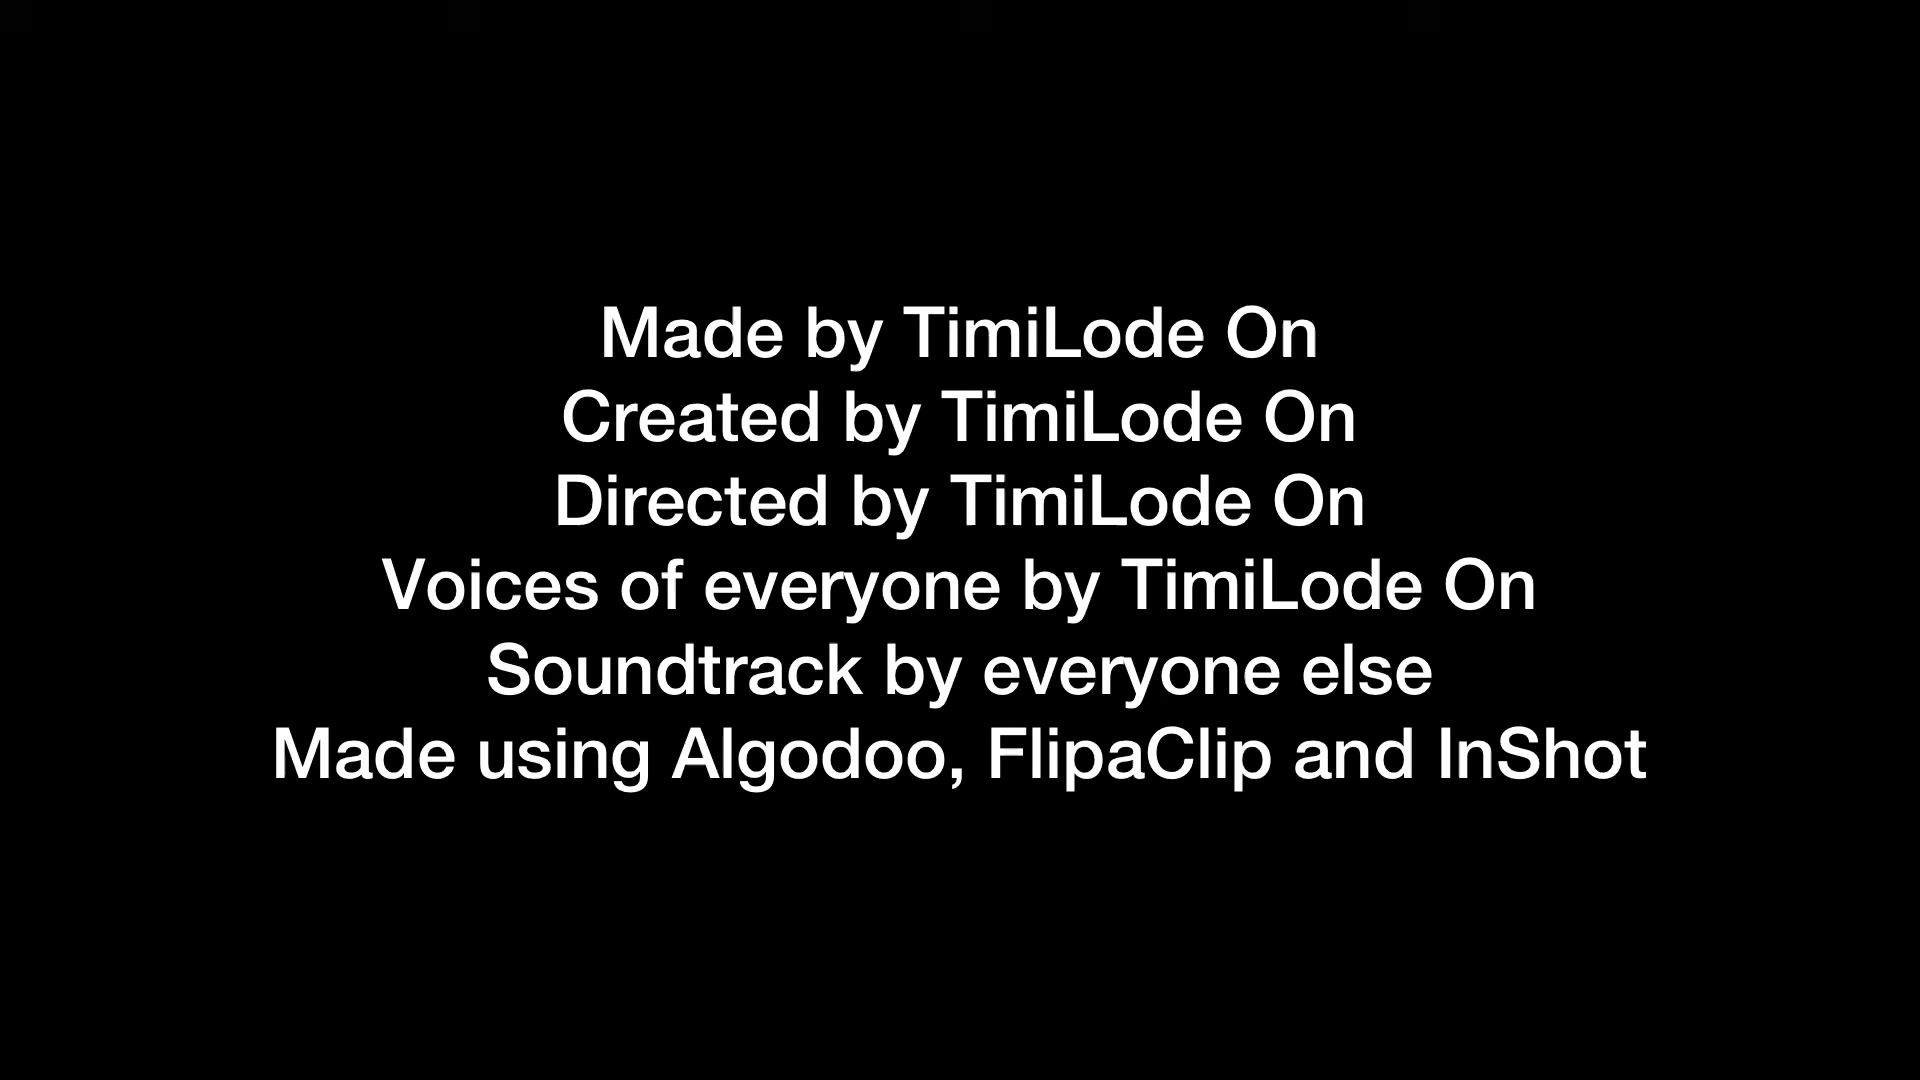 Made by TimiLode On
Created by TimiLode On
Directed by TimiLode On
Voices of everyone by TimiLode On
Soundtrack by everyone else
Made using Algodoo, FlipaClip and InShot